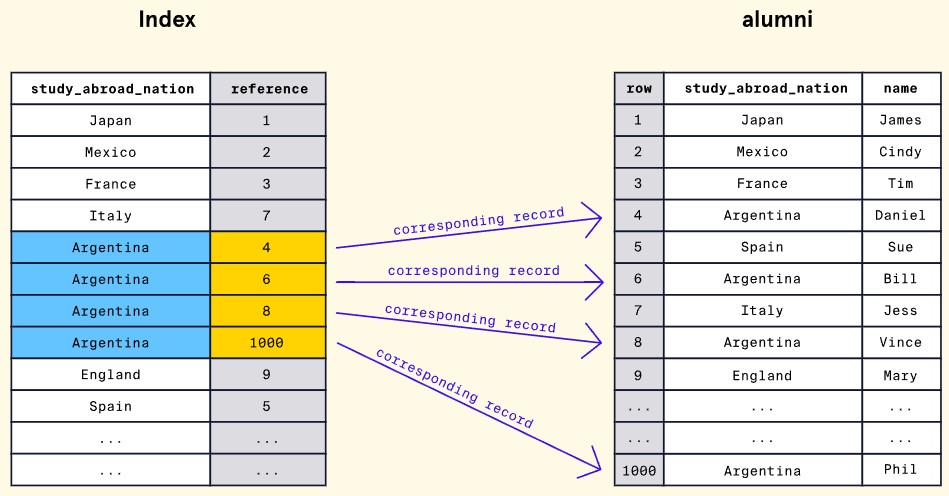 Index
study_abroad_nation reference
Japan 1
Mexico 2
France 3
Italy 7
Argentina 4
Argentina 6
Argentina 8
Argentina 1000
England 9
Spain 5
... ...
... ...
corresponding record
corresponding record
corresponding record
corresponding record
alumni
row study_abroad_nation name
1 Japan James
2 Mexico Cindy
3 France Tim
4 Argentina Daniel
5 Spain Sue
6 Argentina Bill
7 Italy Jess
8 Argentina Vince
9 England Mary
... ... ...
... ... ...
1000 Argentina Phil